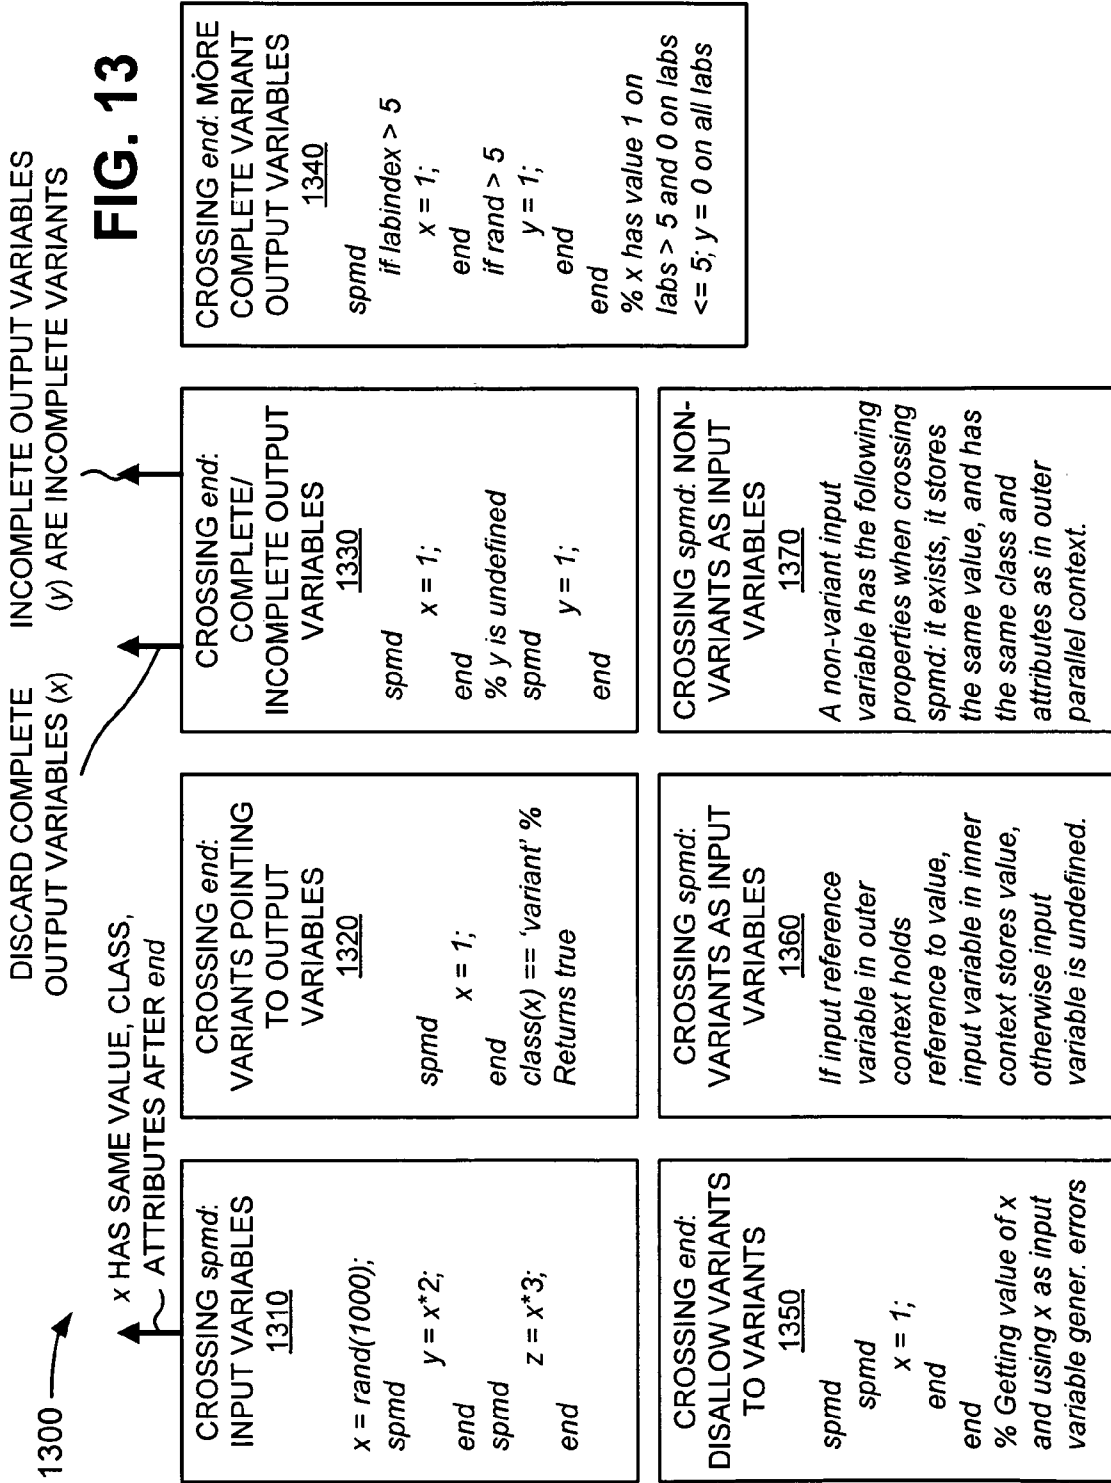 1300
x HAS SAME VALUE, CLASS,
ATTRIBUTES AFTER end
DISCARD COMPLETE
OUTPUT VARIABLES (x)
INCOMPLETE OUTPUT VARIABLES
(y) ARE INCOMPLETE VARIANTS
FIG. 13
CROSSING spmd:
INPUT VARIABLES
1310
x = rand(1000);
spmd
y = x*2;
end
spmd
z = x*3;
end
CROSSING end:
VARIANTS POINTING
TO OUTPUT
VARIABLES
1320
spmd
x = 1;
end
class(x) == 'variant' %
Returns true
CROSSING end:
COMPLETE/
INCOMPLETE OUTPUT
VARIABLES
1330
spmd
x = 1;
end
% y is undefined
spmd
y = 1;
end
CROSSING end: MORE
COMPLETE VARIANT
OUTPUT VARIABLES
1340
spmd
if labindex > 5
x = 1;
end
if rand > 5
y = 1;
end
end
% x has value 1 on
labs > 5 and 0 on labs
<= 5; y = 0 on all labs
CROSSING end:
DISALLOW VARIANTS
TO VARIANTS
1350
spmd
spmd
x = 1;
end
end
% Getting value of x
and using x as input
variable gener. errors
CROSSING spmd:
VARIANTS AS INPUT
VARIABLES
1360
If input reference
variable in outer
context holds
reference to value,
input variable in inner
context stores value,
otherwise input
variable is undefined.
CROSSING spmd: NON-
VARIANTS AS INPUT
VARIABLES
1370
A non-variant input
variable has the following
properties when crossing
spmd: it exists, it stores
the same value, and has
the same class and
attributes as in outer
parallel context.